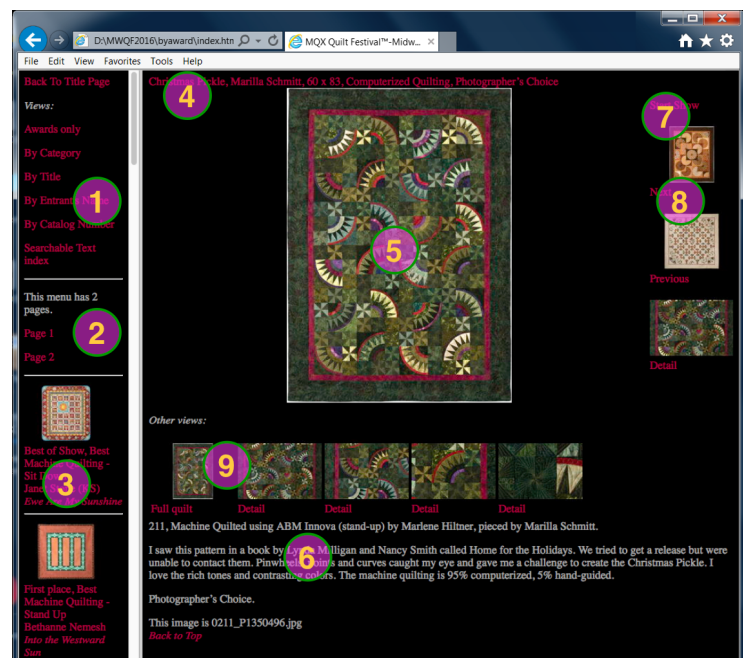 D:\MWQF2016\byaward\index.htn
MQX Quilt Festival™-Midw...
File Edit View Favorites Tools Help
Back To Title Page
Views:
Awards only
By Category
By Title
By Entrants Name
1
By Catalog Number
Searchable Text
index
This menu has 2
pages.
Page 1
2
Page 2
Best of Show, Best
Machine Quilting -
Sit Down
3
(KS)
Ewe Are My Sunshine
First place, Best
Machine Quilting -
Stand Up
Bethanne Nemesh
Into the Westward
Sun
Christmas Pickle, Marilla Schmitt, 60 x 83, Computerized Quilting, Photographer's Choice
4
5
Show
7
Next
8
Previous
Detail
Other views:
9
Full quilt Detail Detail Detail Detail
211, Machine Quilted using ABM Innova (stand-up) by Marlene Hiltner, pieced by Marilla Schmitt.
I saw this pattern in a book by Milligan and Nancy Smith called Home for the Holidays. We tried to get a release but were
6
unable to contact them. Pinwheels, points and curves caught my eye and gave me a challenge to create the Christmas Pickle. I
love the rich tones and contrasting colors. The machine quilting is 95% computerized, 5% hand-guided.
Photographer's Choice.
This image is 0211_P1350496.jpg
Back to Top